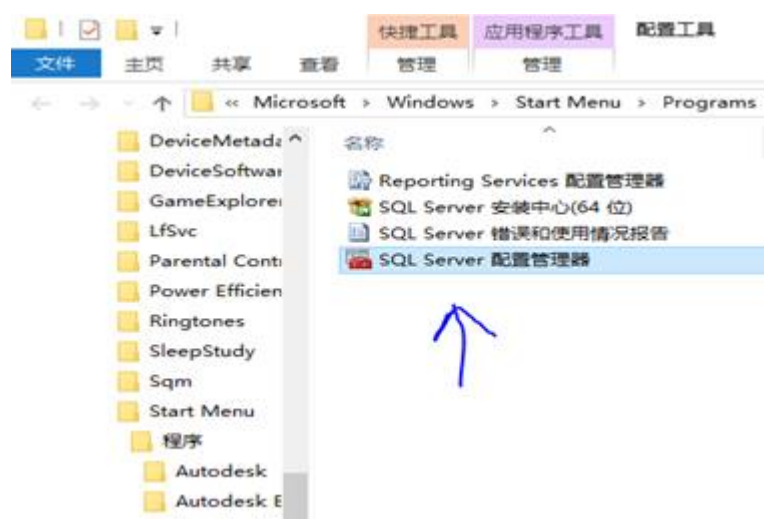 快捷工具 应用程序工具 配置工具
文件 主页 共享 查看 管理 管理
« Microsoft > Windows > Start Menu > Programs
名称
DeviceMetada
DeviceSoftwar
GameExplorer
LfSvc
Parental Contr
Power Efficien
Ringtones
SleepStudy
Sqm
Start Menu
程序
Autodesk
Autodesk E
Reporting Services 配置管理器
SQL Server 安装中心(64 位)
SQL Server 错误和使用情况报告
SQL Server 配置管理器